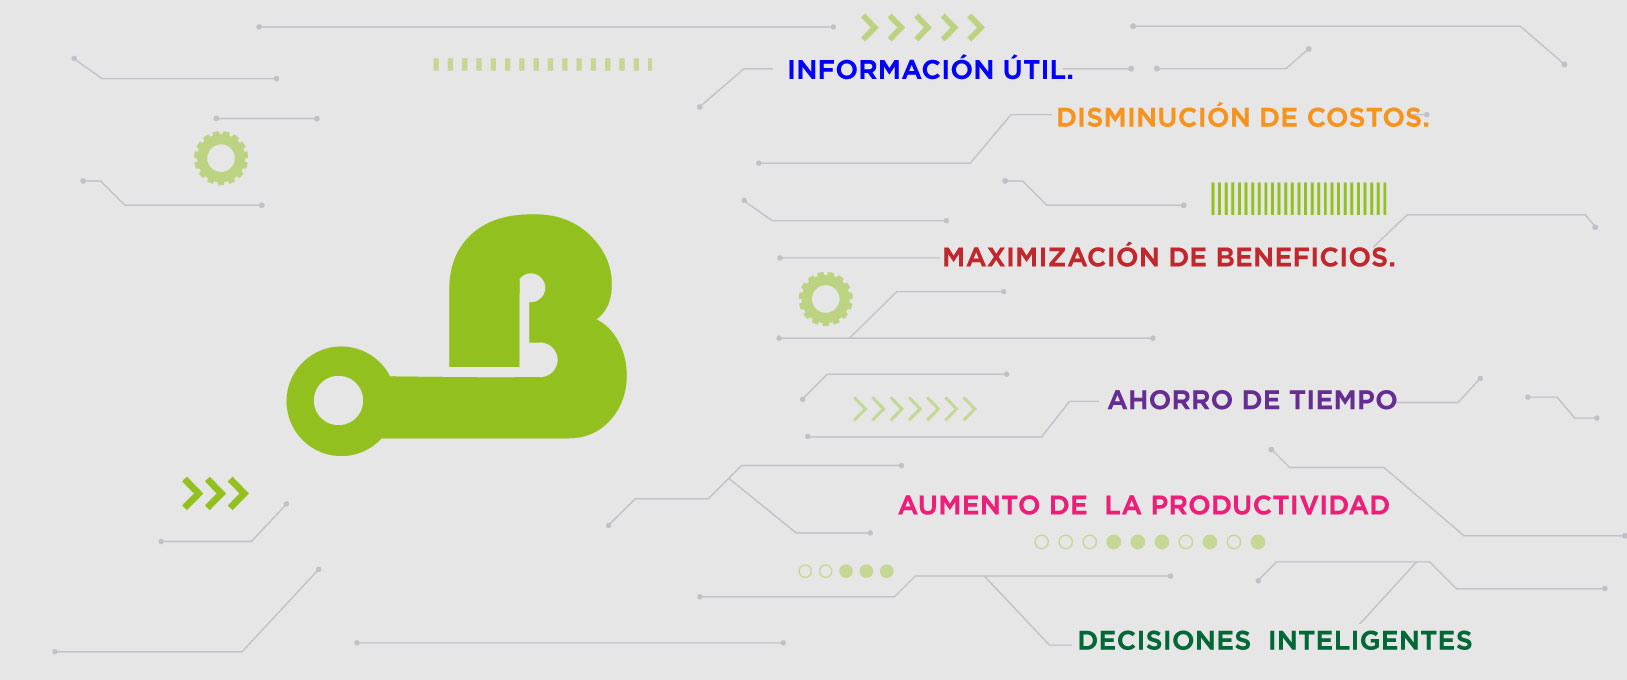 INFORMACIÓN ÚTIL.
DISMINUCIÓN DE COSTOS.
MAXIMIZACIÓN DE BENEFICIOS.
AHORRO DE TIEMPO
AUMENTO DE  LA PRODUCTIVIDAD
DECISIONES  INTELIGENTES